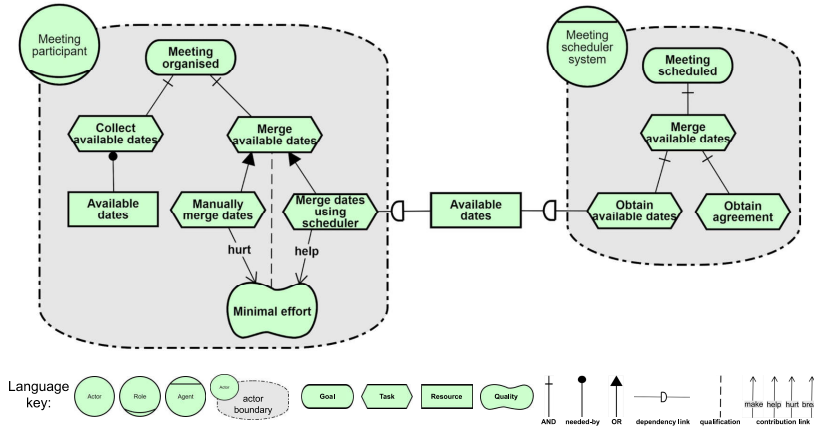 Meeting
participant
Meeting
organised
Collect
available dates
Merge
available dates
Available
dates
Manually
merge dates
Merge dates
using
scheduler
hurt
help
Minimal effort
Available
dates
Meeting
scheduler
system
Meeting
scheduled
Merge
available dates
Obtain
available dates
Obtain
agreement
Language
key:
Actor
Role
Agent
Actor
actor
boundary
Goal
Task
Resource
Quality
AND
needed-by
OR
dependency link
qualification
make help hurt brea
contribution link